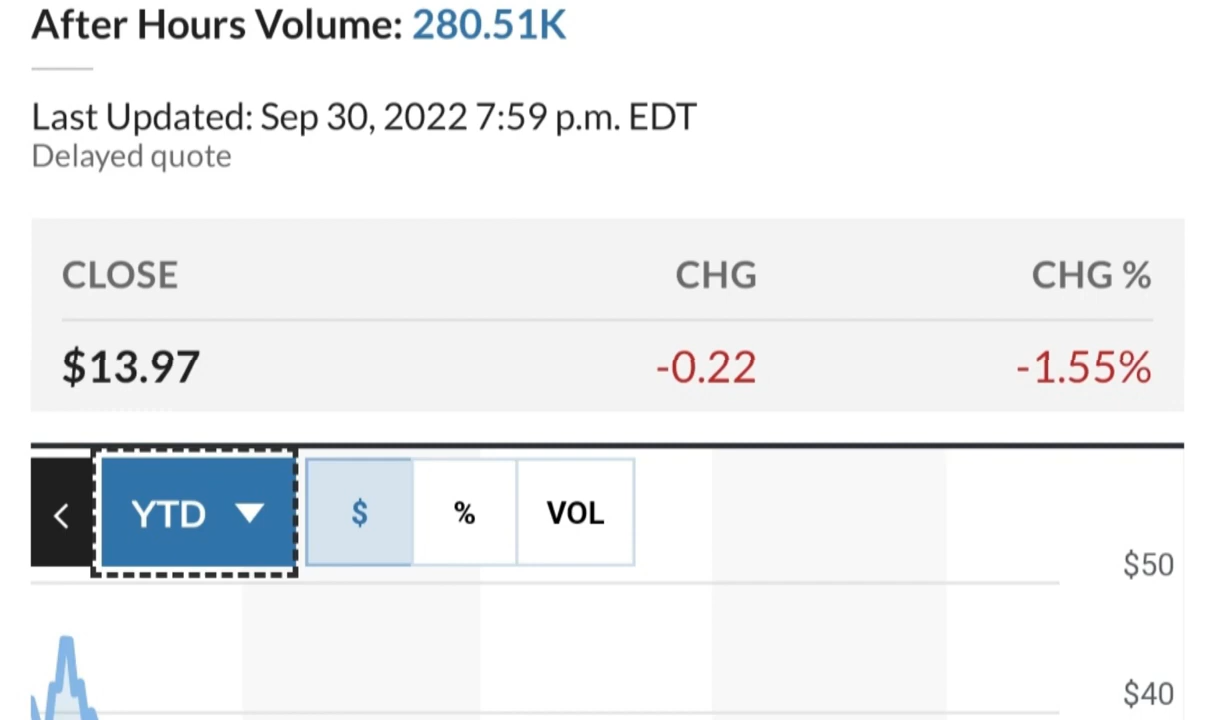 After Hours Volume: 280.51K
Last Updated: Sep 30, 2022 7:59 p.m. EDT
Delayed quote
CLOSE CHG CHG %
$13.97 -0.22 -1.55%
YTD $ % VOL
$50
$40